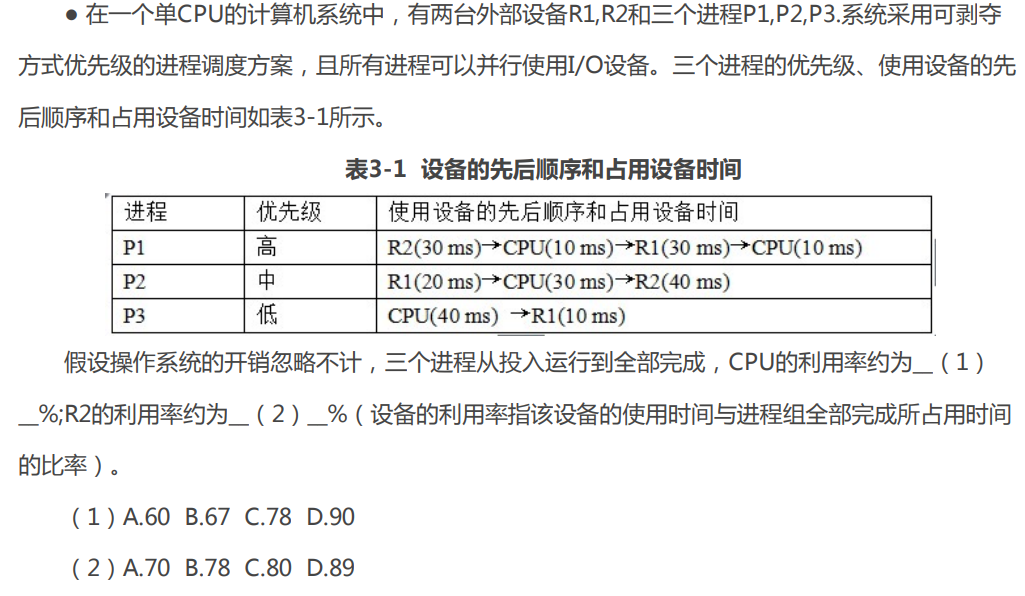 ● 在一个单CPU的计算机系统中，有两台外部设备R1,R2和三个进程P1,P2,P3.系统采用可剥夺
方式优先级的进程调度方案，且所有进程可以并行使用I/O设备。三个进程的优先级、使用设备的先
后顺序和占用设备时间如表3-1所示。
表3-1 设备的先后顺序和占用设备时间
进程 优先级 使用设备的先后顺序和占用设备时间
P1 高 R2(30 ms)→CPU(10 ms)→R1(30 ms)→CPU(10 ms)
P2 中 R1(20 ms)→CPU(30 ms)→R2(40 ms)
P3 低 CPU(40 ms) →R1(10 ms)
假设操作系统的开销忽略不计，三个进程从投入运行到全部完成，CPU的利用率约为__（1）
__%;R2的利用率约为__（2）__%（设备的利用率指该设备的使用时间与进程组全部完成所占用时间
的比率）。
（1）A.60 B.67 C.78 D.90
（2）A.70 B.78 C.80 D.89